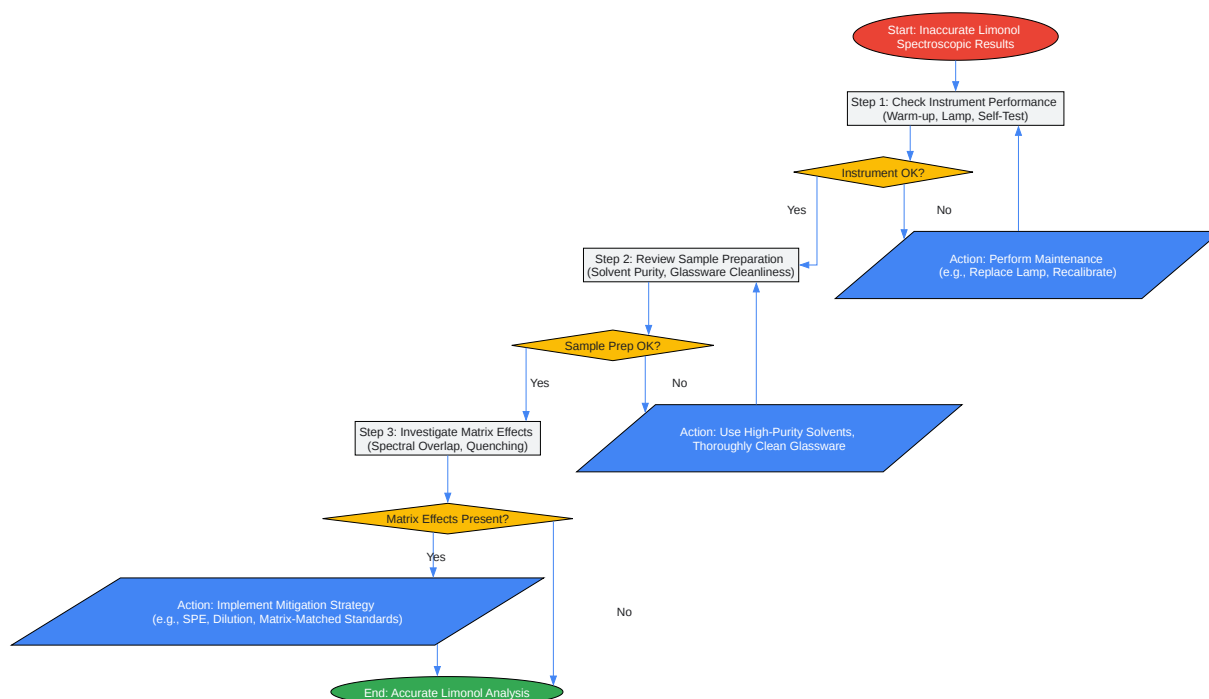 Start: Inaccurate Limonol
Spectroscopic Results
Step 1: Check Instrument Performance
(Warm-up, Lamp, Self-Test)
Instrument OK?
Yes
No
Step 2: Review Sample Preparation
(Solvent Purity, Glassware Cleanliness)
Action: Perform Maintenance
(e.g., Replace Lamp, Recalibrate)
Sample Prep OK?
Yes
No
Step 3: Investigate Matrix Effects
(Spectral Overlap, Quenching)
Action: Use High-Purity Solvents,
Thoroughly Clean Glassware
Matrix Effects Present?
Yes
Action: Implement Mitigation Strategy
(e.g., SPE, Dilution, Matrix-Matched Standards)
No
End: Accurate Limonol Analysis